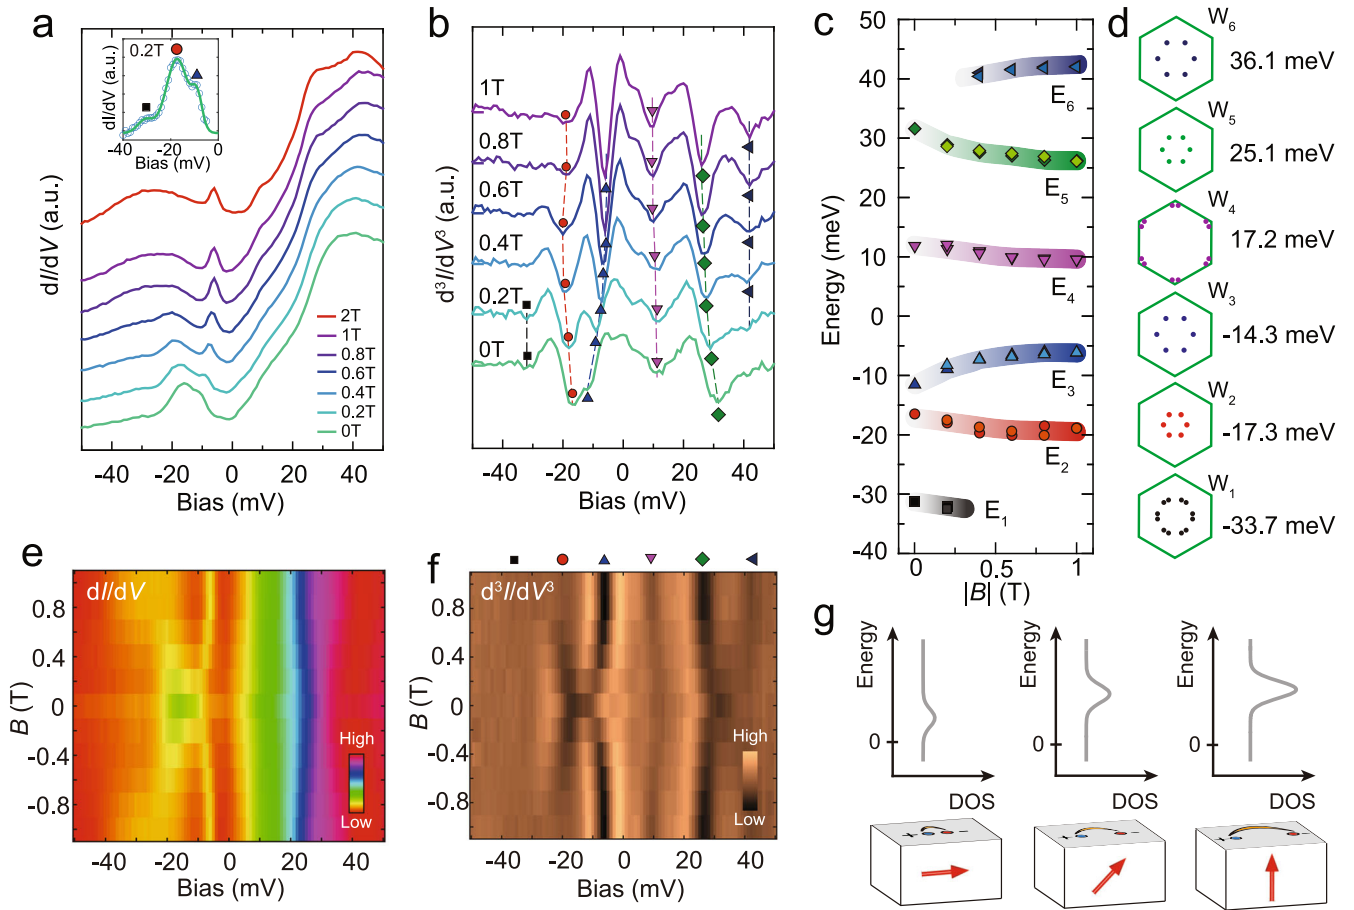 a
0.2T
dI/dV (a.u.)
-40 -20 0
Bias (mV)
dI/dV (a.u.)
2T
1T
0.8T
0.6T
0.4T
0.2T
0T
-40 -20 0 20 40
Bias (mV)
b
d³I/dV³ (a.u.)
1T
0.8T
0.6T
0.4T
0.2T
0T
-40 -20 0 20 40
Bias (mV)
c
Energy (meV)
50
40
30
20
10
0
-10
-20
-30
-40
E6
E5
E4
E3
E2
E1
0 0.5 1
|B| (T)
d
W6
36.1 meV
W5
25.1 meV
W4
17.2 meV
W3
-14.3 meV
W2
-17.3 meV
W1
-33.7 meV
e
dI/dV
B (T)
0.8
0.4
0
-0.4
-0.8
High
Low
-40 -20 0 20 40
Bias (mV)
f
d³I/dV³
0.8
0.4
0
-0.4
-0.8
B (T)
High
Low
-40 -20 0 20 40
Bias (mV)
g
Energy
0
DOS
Energy
0
DOS
Energy
0
DOS
+ -
+ -
+ -